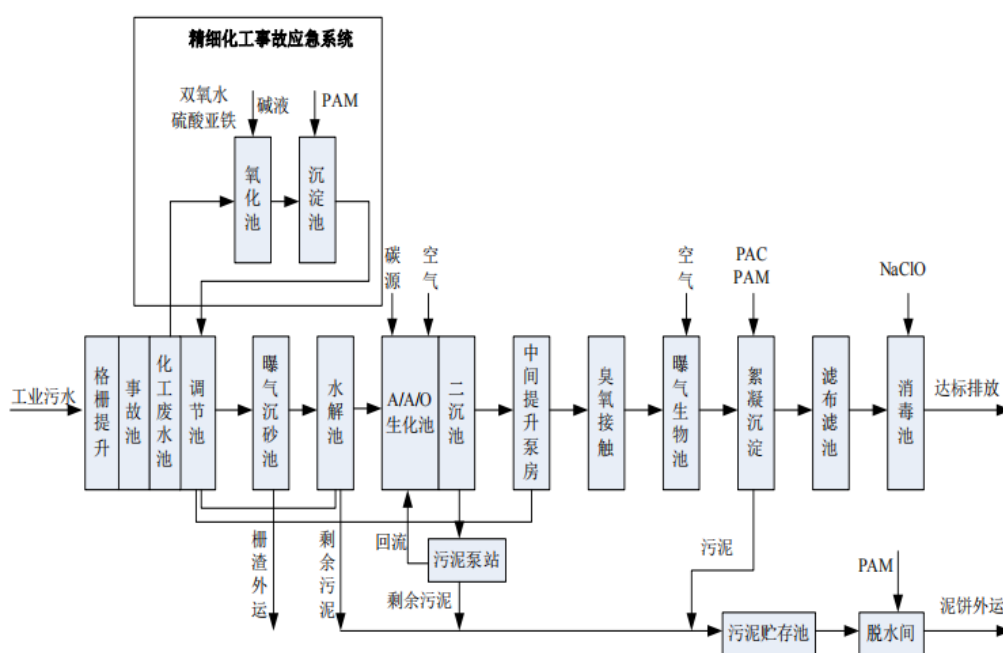 精细化工事故应急系统
双氧水
硫酸亚铁
碱液
PAM
氧化池
沉淀池
碳源
空气
空气
PAC
PAM
NaClO
工业污水
格栅提升
事故池
化工废水池
调节池
曝气沉砂池
水解池
A/A/O
生化池
二沉池
中间提升泵房
臭氧接触
曝气生物池
絮凝沉淀
滤布滤池
消毒池
达标排放
栅渣外运
剩余污泥
回流
污泥泵站
剩余污泥
污泥
PAM
污泥贮存池
脱水间
泥饼外运